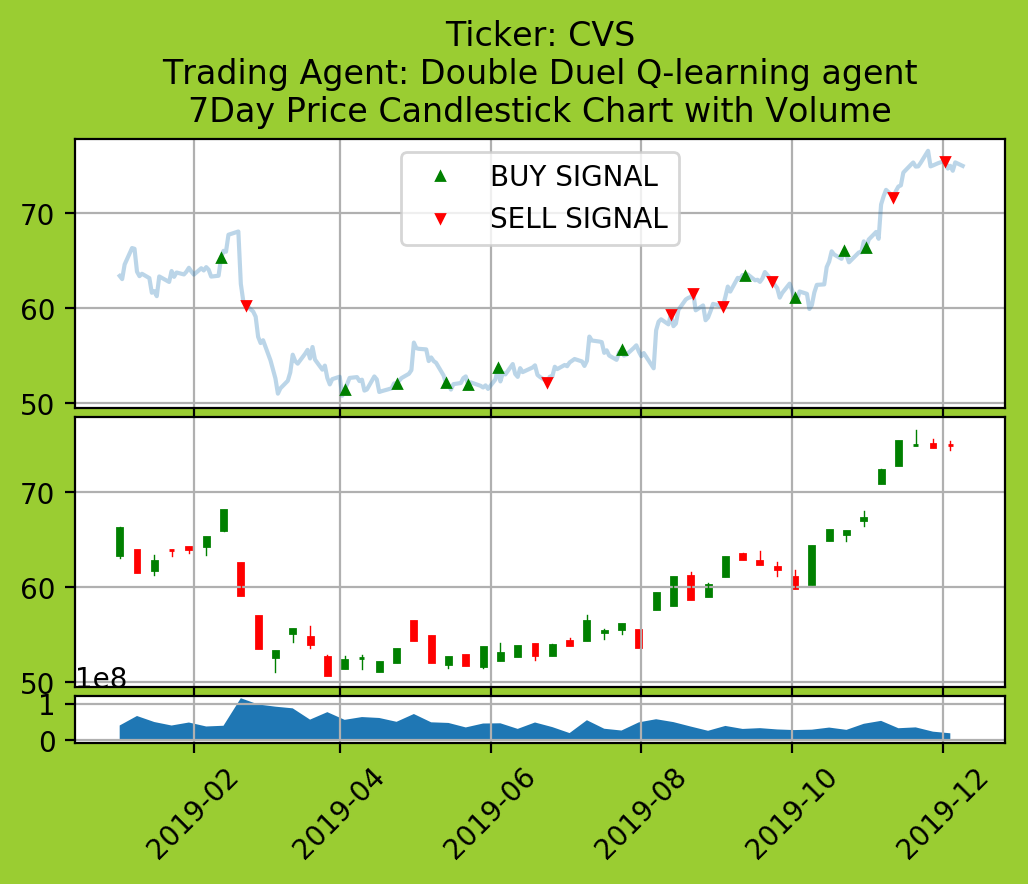 Ticker: CVS
Trading Agent: Double Duel Q-learning agent
7Day Price Candlestick Chart with Volume
BUY SIGNAL
SELL SIGNAL
70
60
50
70
60
50
1e8
1
0
2019-02
2019-04
2019-06
2019-08
2019-10
2019-12